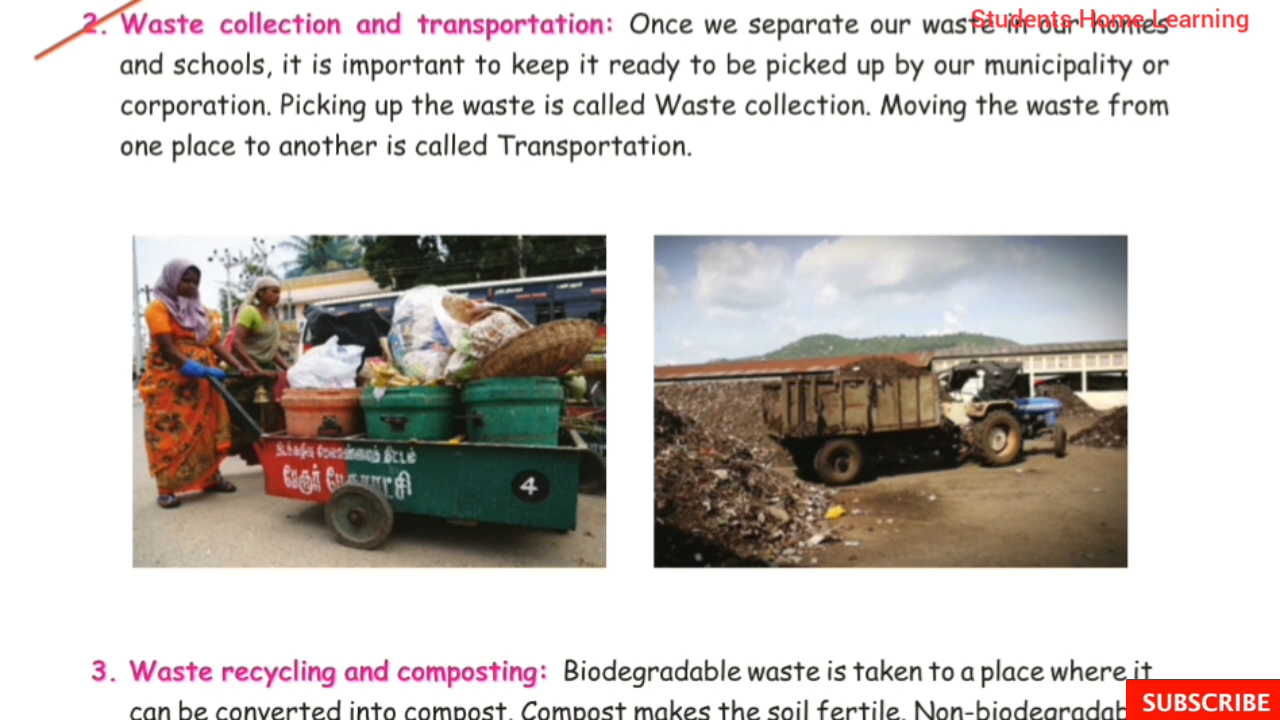 Students Home Learning
2. Waste collection and transportation: Once we separate our waste in our homes
and schools, it is important to keep it ready to be picked up by our municipality or
corporation. Picking up the waste is called Waste collection. Moving the waste from
one place to another is called Transportation.
திட்டம்
4
3. Waste recycling and composting: Biodegradable waste is taken to a place where it
can be converted into compost. Compost makes the soil fertile. Non-biodegradab
SUBSCRIBE